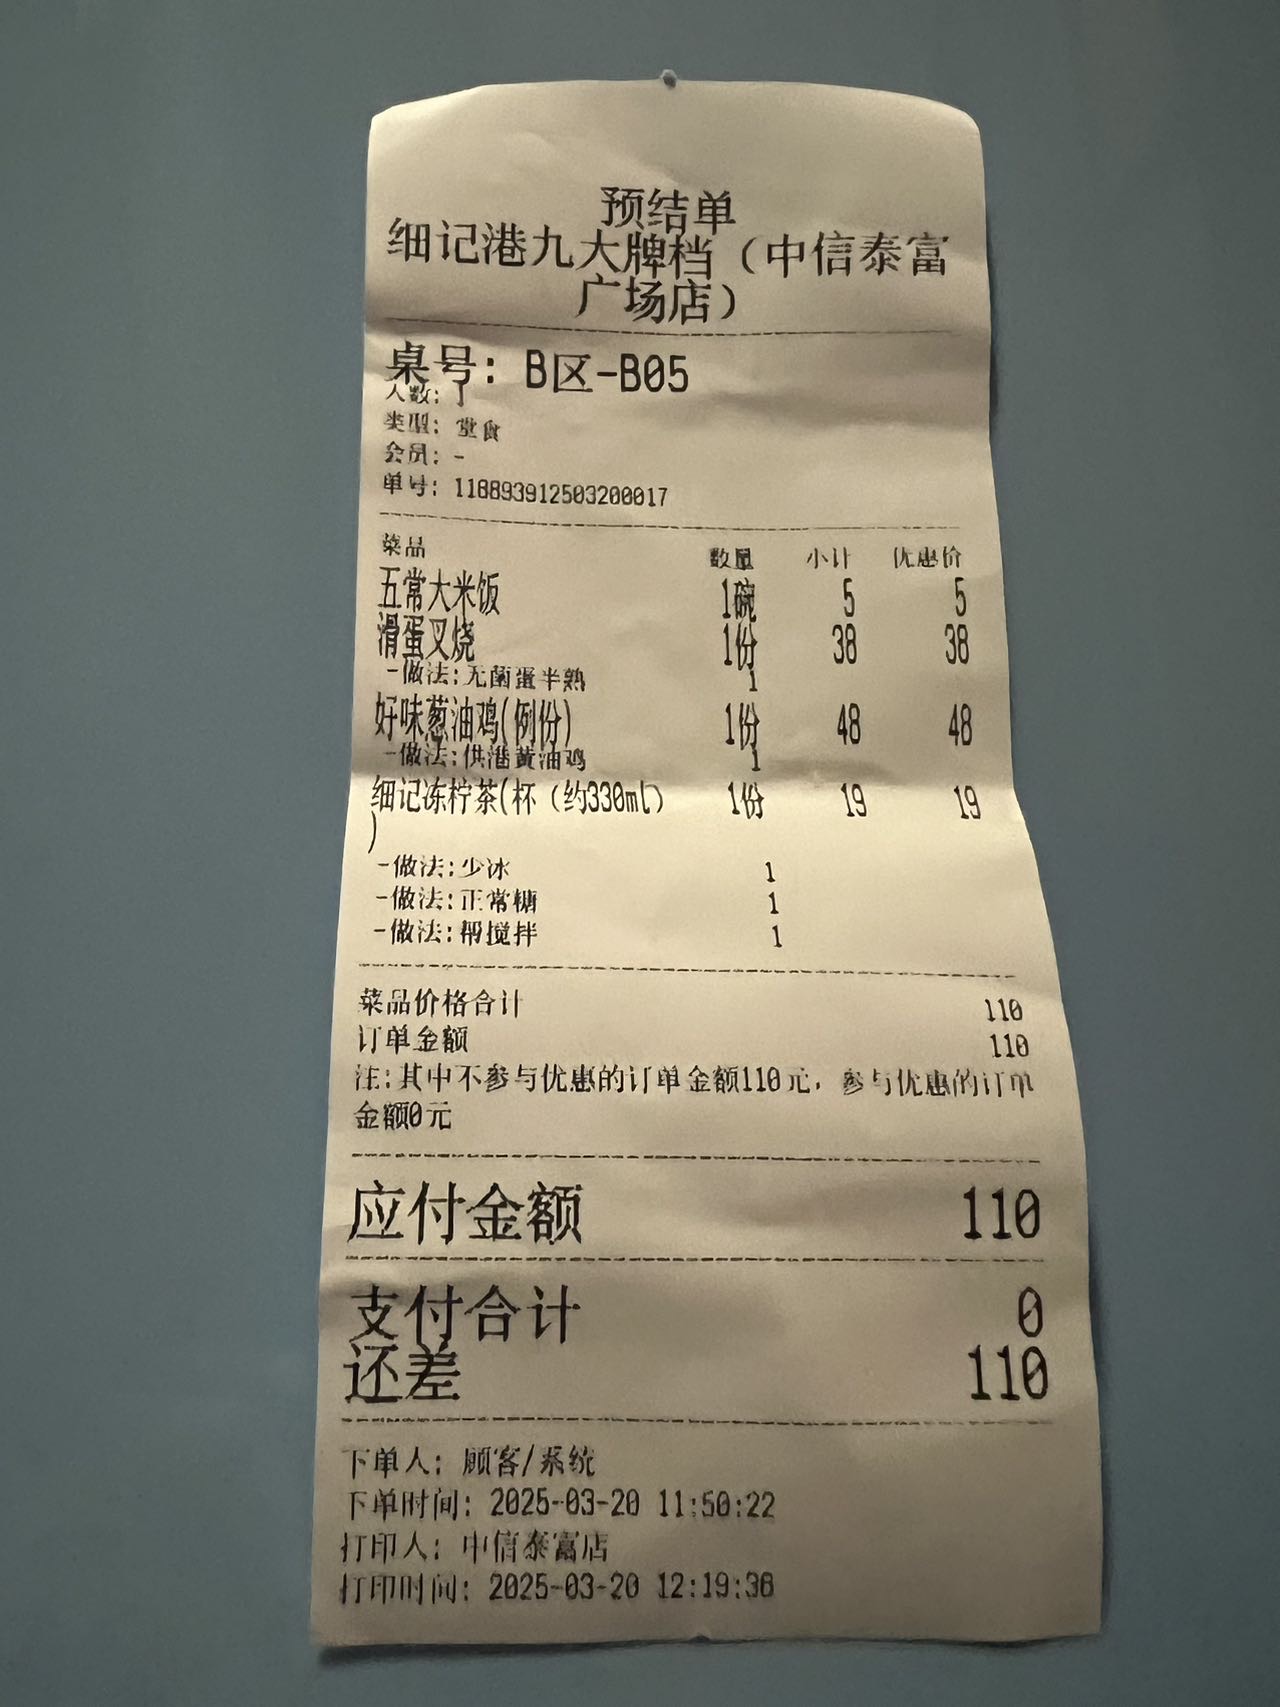 预结单
细记港九大牌档（中信泰富
广场店）
桌号: B区-B05
人数: 1
类型: 堂食
会员: -
单号: 118893912503200017
菜品 数量 小计 优惠价
五常大米饭 1碗 5 5
滑蛋叉烧 1份 38 38
-做法:无菌蛋半熟 1
好味葱油鸡(例份) 1份 48 48
-做法:供港黄油鸡 1
细记冻柠茶(杯（约330ml） 1份 19 19
)
-做法:少冰 1
-做法:正常糖 1
-做法:帮搅拌 1
菜品价格合计 110
订单金额 110
注:其中不参与优惠的订单金额110元，参与优惠的订单
金额0元
应付金额 110
支付合计 0
还差 110
下单人: 顾客/系统
下单时间: 2025-03-20 11:50:22
打印人: 中信泰富店
打印时间: 2025-03-20 12:19:36